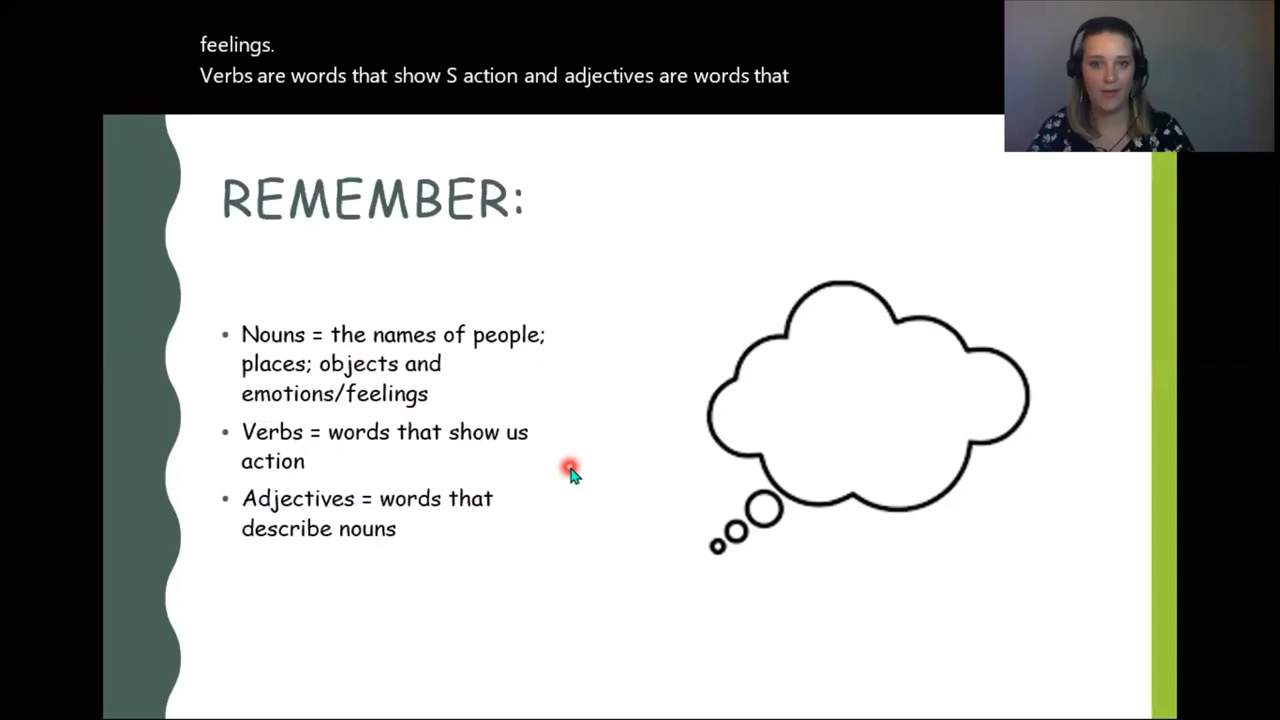 feelings.
Verbs are words that show S action and adjectives are words that
REMEMBER:
• Nouns = the names of people;
places; objects and
emotions/feelings
• Verbs = words that show us
action
• Adjectives = words that
describe nouns